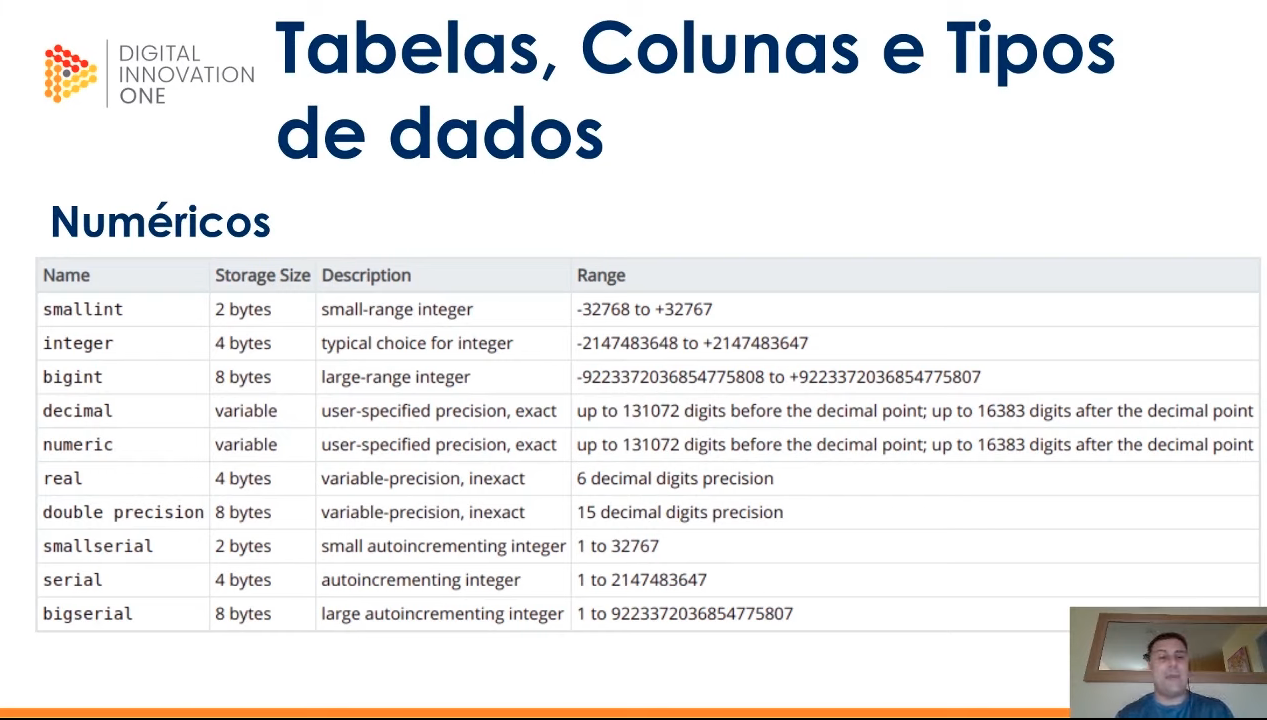 DIGITAL
INNOVATION
ONE
Tabelas, Colunas e Tipos
de dados
Numéricos
Name Storage Size Description Range
smallint 2 bytes small-range integer -32768 to +32767
integer 4 bytes typical choice for integer -2147483648 to +2147483647
bigint 8 bytes large-range integer -9223372036854775808 to +9223372036854775807
decimal variable user-specified precision, exact up to 131072 digits before the decimal point; up to 16383 digits after the decimal point
numeric variable user-specified precision, exact up to 131072 digits before the decimal point; up to 16383 digits after the decimal point
real 4 bytes variable-precision, inexact 6 decimal digits precision
double precision 8 bytes variable-precision, inexact 15 decimal digits precision
smallserial 2 bytes small autoincrementing integer 1 to 32767
serial 4 bytes autoincrementing integer 1 to 2147483647
bigserial 8 bytes large autoincrementing integer 1 to 9223372036854775807